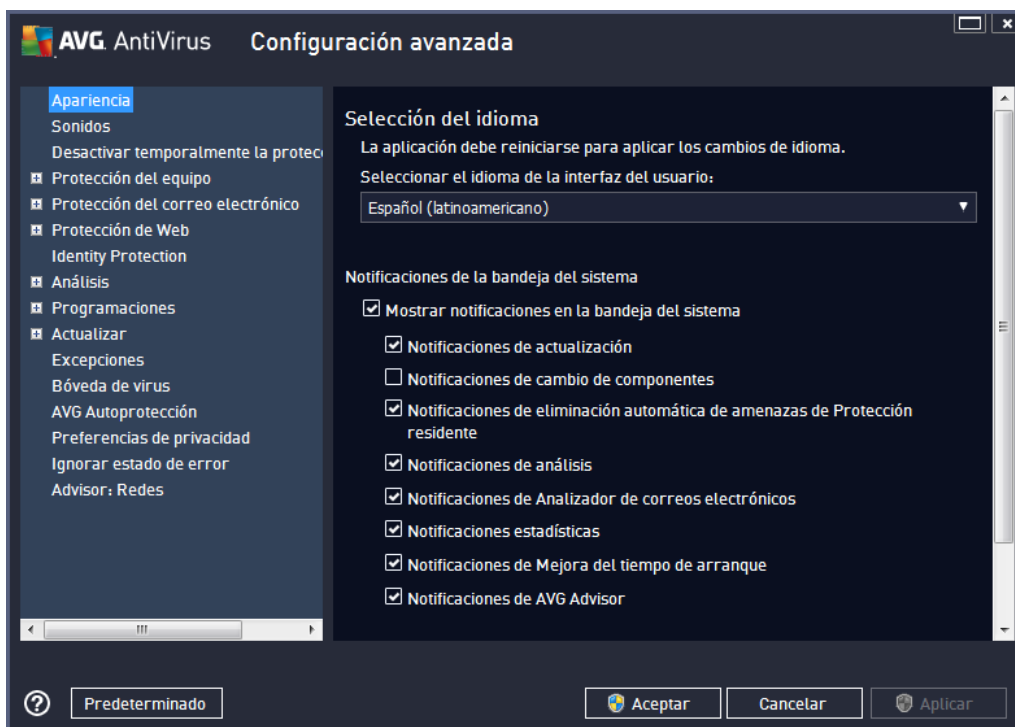 AVG AntiVirus Configuración avanzada
Apariencia
Sonidos
Desactivar temporalmente la protec
Protección del equipo
Protección del correo electrónico
Protección de Web
Identity Protection
Análisis
Programaciones
Actualizar
Excepciones
Bóveda de virus
AVG Autoprotección
Preferencias de privacidad
Ignorar estado de error
Advisor: Redes
Selección del idioma
La aplicación debe reiniciarse para aplicar los cambios de idioma.
Seleccionar el idioma de la interfaz del usuario:
Español (latinoamericano)
Notificaciones de la bandeja del sistema
Mostrar notificaciones en la bandeja del sistema
Notificaciones de actualización
Notificaciones de cambio de componentes
Notificaciones de eliminación automática de amenazas de Protección
residente
Notificaciones de análisis
Notificaciones de Analizador de correos electrónicos
Notificaciones estadísticas
Notificaciones de Mejora del tiempo de arranque
Notificaciones de AVG Advisor
? Predeterminado Aceptar Cancelar Aplicar